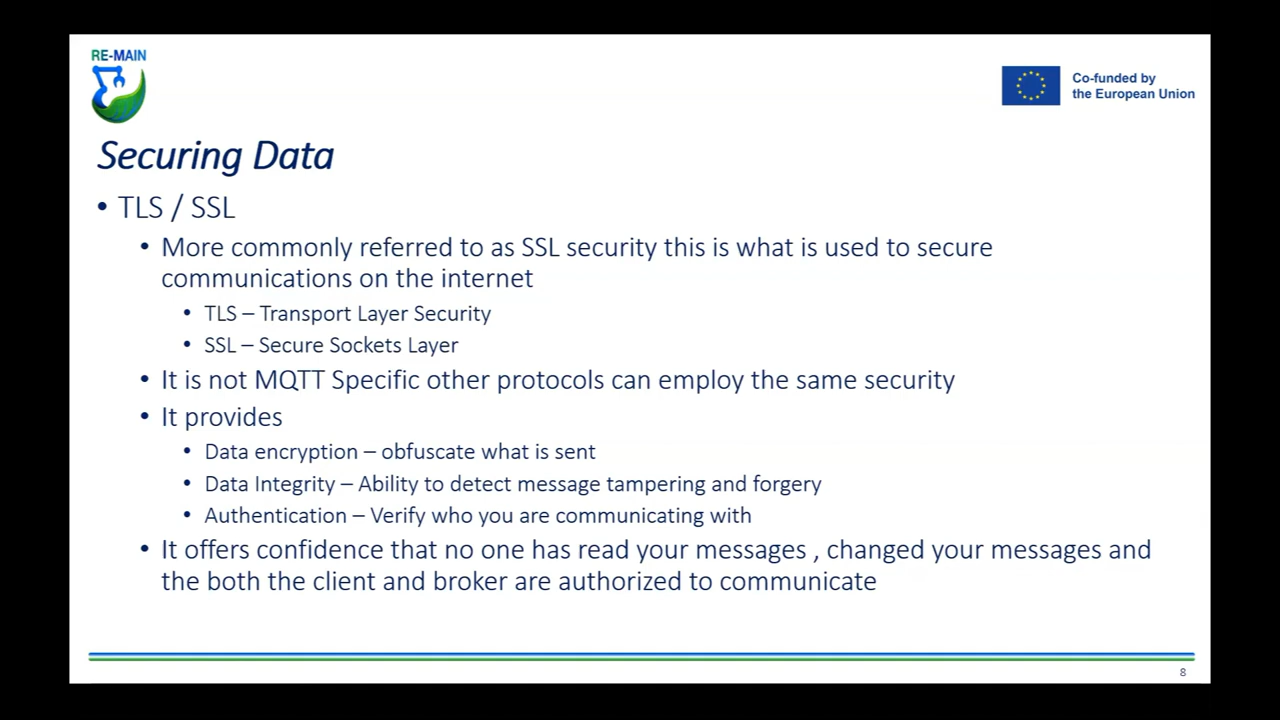 RE-MAIN
Co-funded by
the European Union
Securing Data
• TLS / SSL
• More commonly referred to as SSL security this is what is used to secure
communications on the internet
• TLS – Transport Layer Security
• SSL – Secure Sockets Layer
• It is not MQTT Specific other protocols can employ the same security
• It provides
• Data encryption – obfuscate what is sent
• Data Integrity – Ability to detect message tampering and forgery
• Authentication – Verify who you are communicating with
• It offers confidence that no one has read your messages , changed your messages and
the both the client and broker are authorized to communicate
8